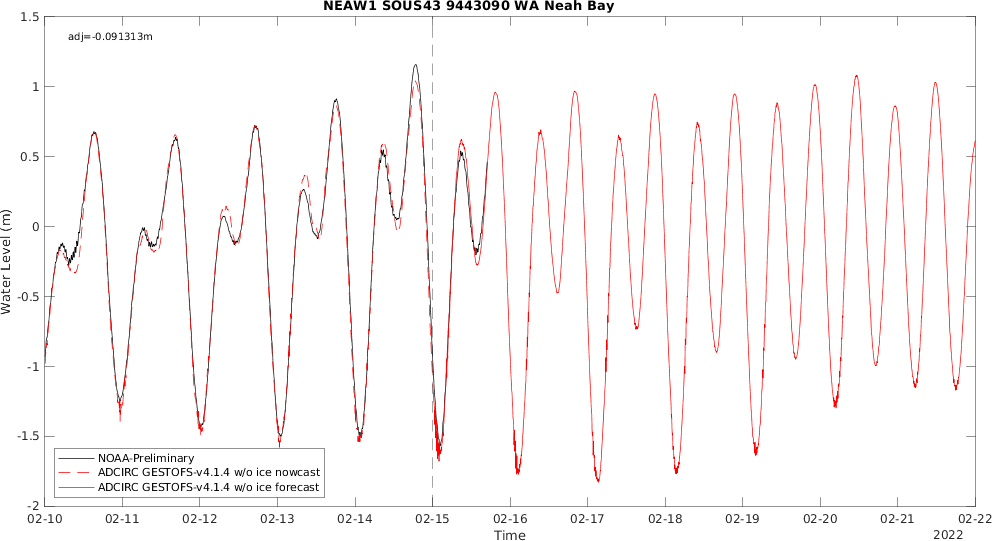 NEAW1 SOUS43 9443090 WA Neah Bay
adj=-0.091313m
1.5
1
0.5
0
-0.5
-1
-1.5
-2
Water Level (m)
NOAA-Preliminary
ADCIRC GESTOFS-v4.1.4 w/o ice nowcast
ADCIRC GESTOFS-v4.1.4 w/o ice forecast
02-10 02-11 02-12 02-13 02-14 02-15 02-16 02-17 02-18 02-19 02-20 02-21 02-22
Time
2022